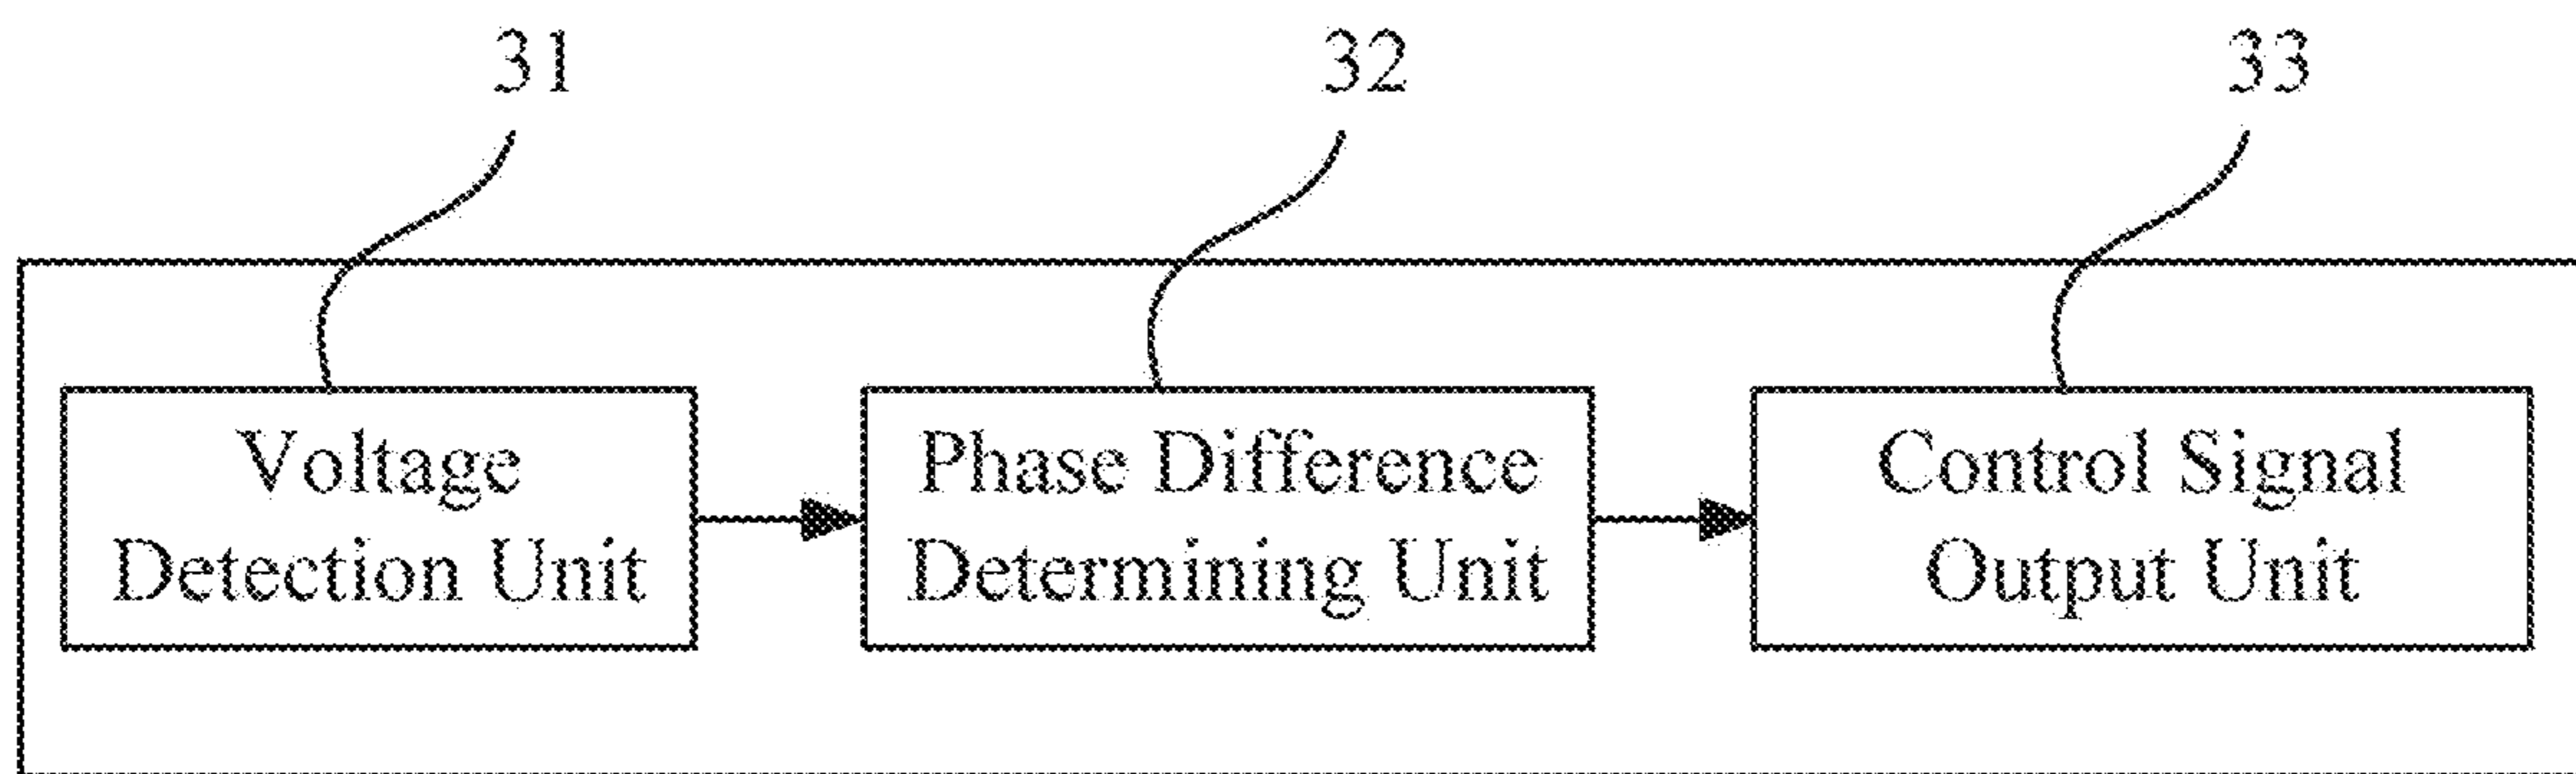 31
32
33
Voltage
Detection Unit
Phase Difference
Determining Unit
Control Signal
Output Unit